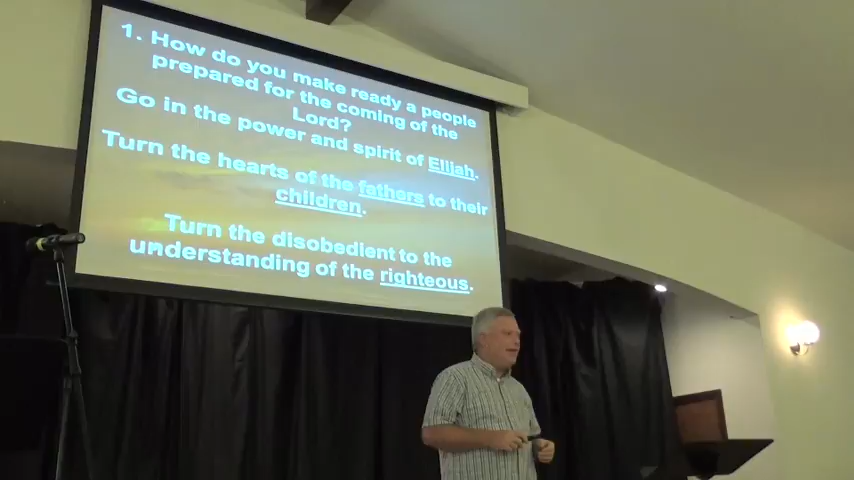 1. How do you make ready a people
prepared for the coming of the
Lord?
Go in the power and spirit of Elijah.
Turn the hearts of the fathers to their
children.
Turn the disobedient to the
understanding of the righteous.